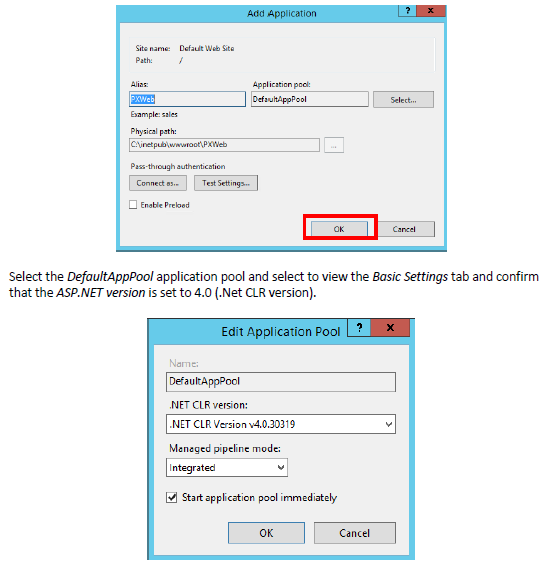 Add Application
? x
Site name: Default Web Site
Path: /
Alias: Application pool:
PXWeb DefaultAppPool Select...
Example: sales
Physical path:
C:\inetpub\wwwroot\PXWeb ...
Pass-through authentication
Connect as... Test Settings...
Enable Preload
OK Cancel
Select the DefaultAppPool application pool and select to view the Basic Settings tab and confirm
that the ASP.NET version is set to 4.0 (.Net CLR version).
Edit Application Pool ? x
Name:
DefaultAppPool
.NET CLR version:
.NET CLR Version v4.0.30319
Managed pipeline mode:
Integrated
Start application pool immediately
OK Cancel